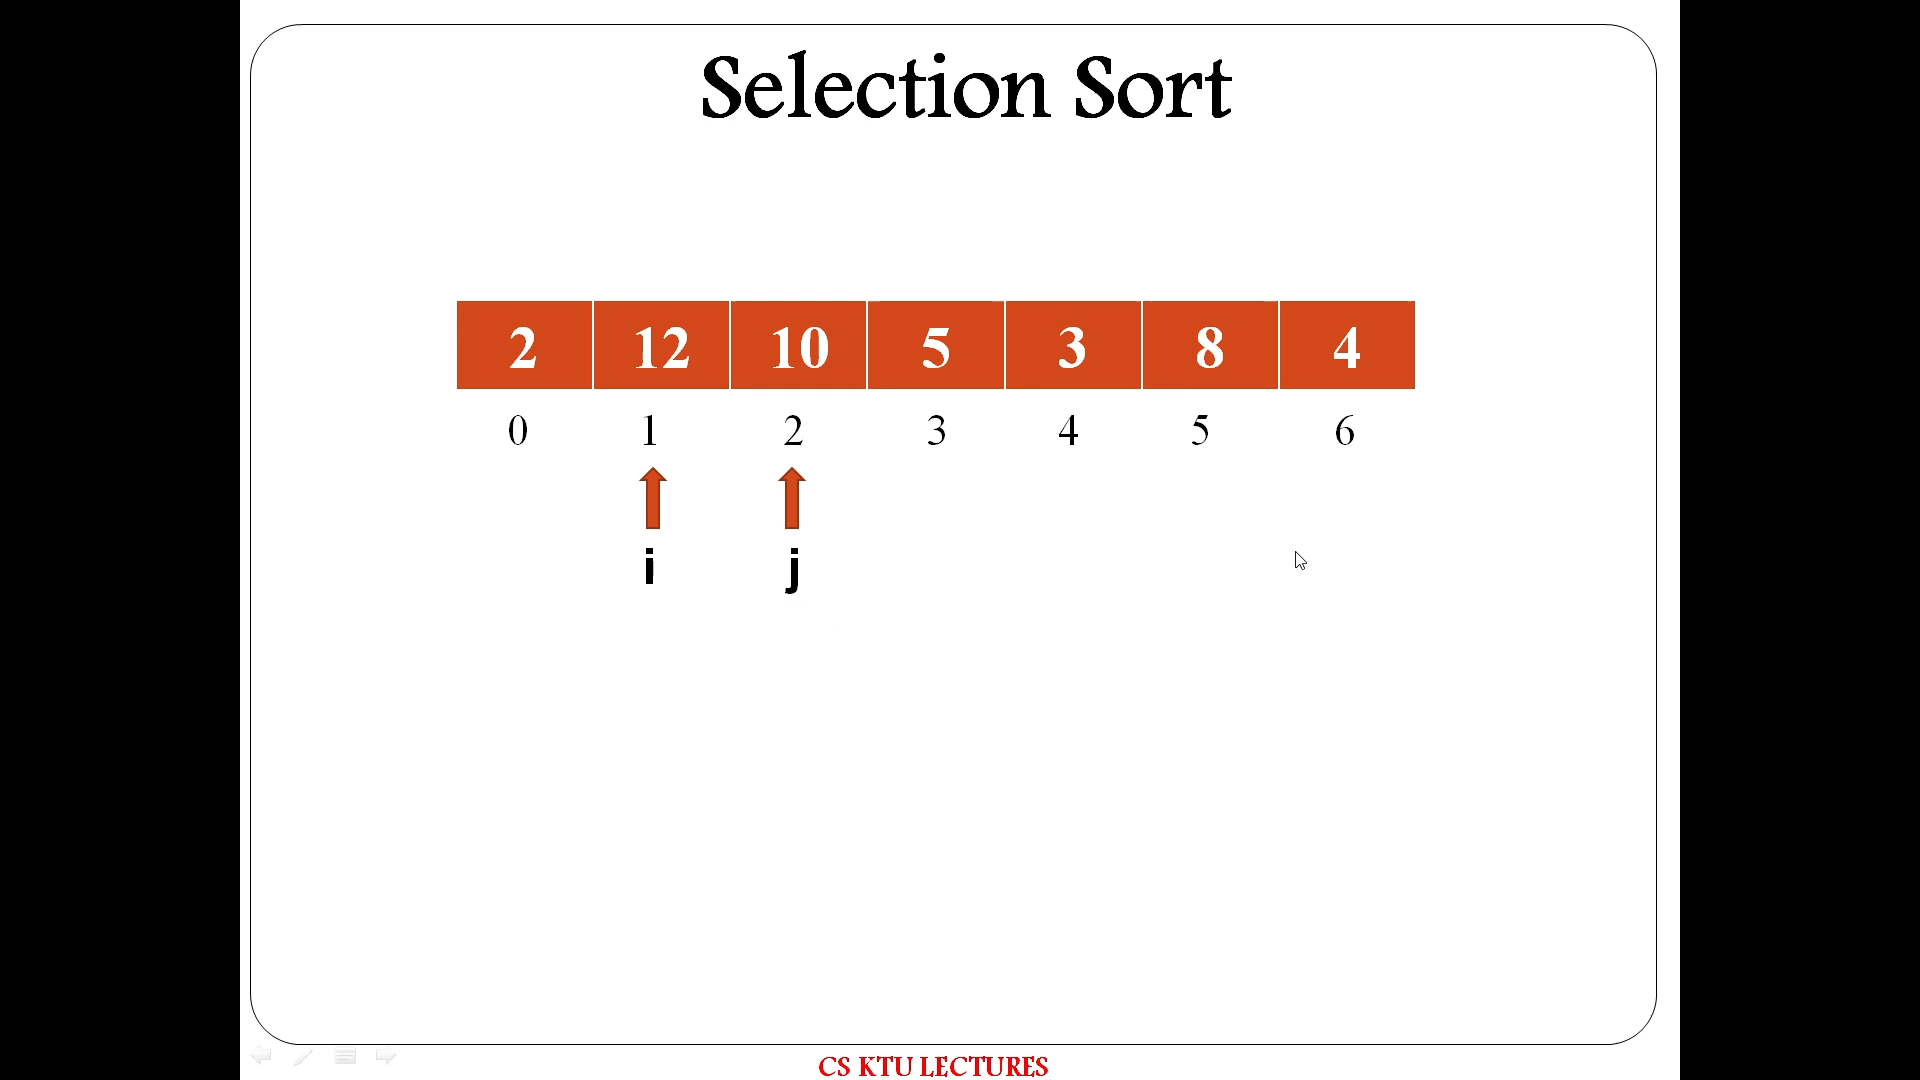 Selection Sort
2 12 10 5 3 8 4
0 1 2 3 4 5 6
i j
CS KTU LECTURES